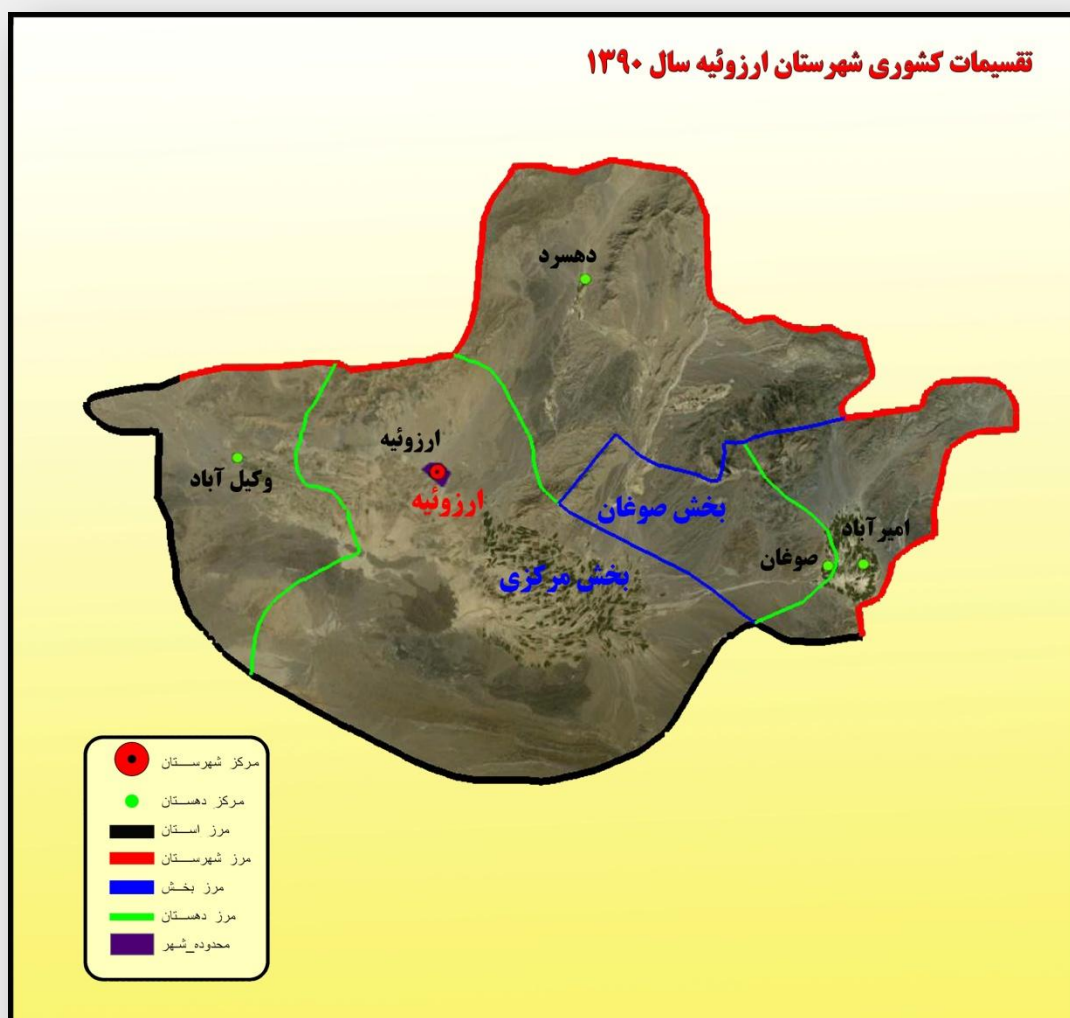 تقسیمات کشوری شهرستان ارزوئیه سال ۱۳۹۰
دهسرد
ارزوئیه
وکیل آباد
ارزوئیه
بخش صوغان
امیرآباد
صوغان
بخش مرکزی
مرکز شهرستان
مرکز دهستان
مرز استان
مرز شهرستان
مرز بخش
مرز دهستان
محدوده_شهر